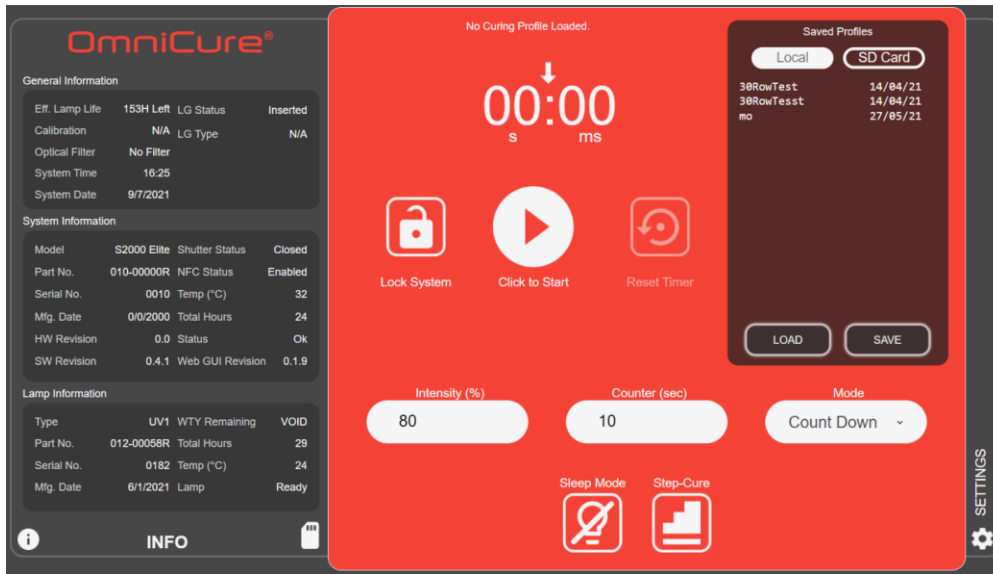 OmniCure®
General Information
Eff. Lamp Life 153H Left LG Status Inserted
Calibration N/A LG Type N/A
Optical Filter No Filter
System Time 16:25
System Date 9/7/2021
System Information
Model S2000 Elite Shutter Status Closed
Part No. 010-00000R NFC Status Enabled
Serial No. 0010 Temp (°C) 32
Mfg. Date 0/0/2000 Total Hours 24
HW Revision 0.0 Status Ok
SW Revision 0.4.1 Web GUI Revision 0.1.9
Lamp Information
Type UV1 WTY Remaining VOID
Part No. 012-00058R Total Hours 29
Serial No. 0182 Temp (°C) 24
Mfg. Date 6/1/2021 Lamp Ready
INFO
No Curing Profile Loaded.
00:00
s ms
Lock System Click to Start Reset Timer
Saved Profiles
Local SD Card
30RowTest 14/04/21
30RowTesst 14/04/21
mo 27/05/21
LOAD SAVE
Intensity (%) Counter (sec) Mode
80 10 Count Down
Sleep Mode Step-Cure
SETTINGS